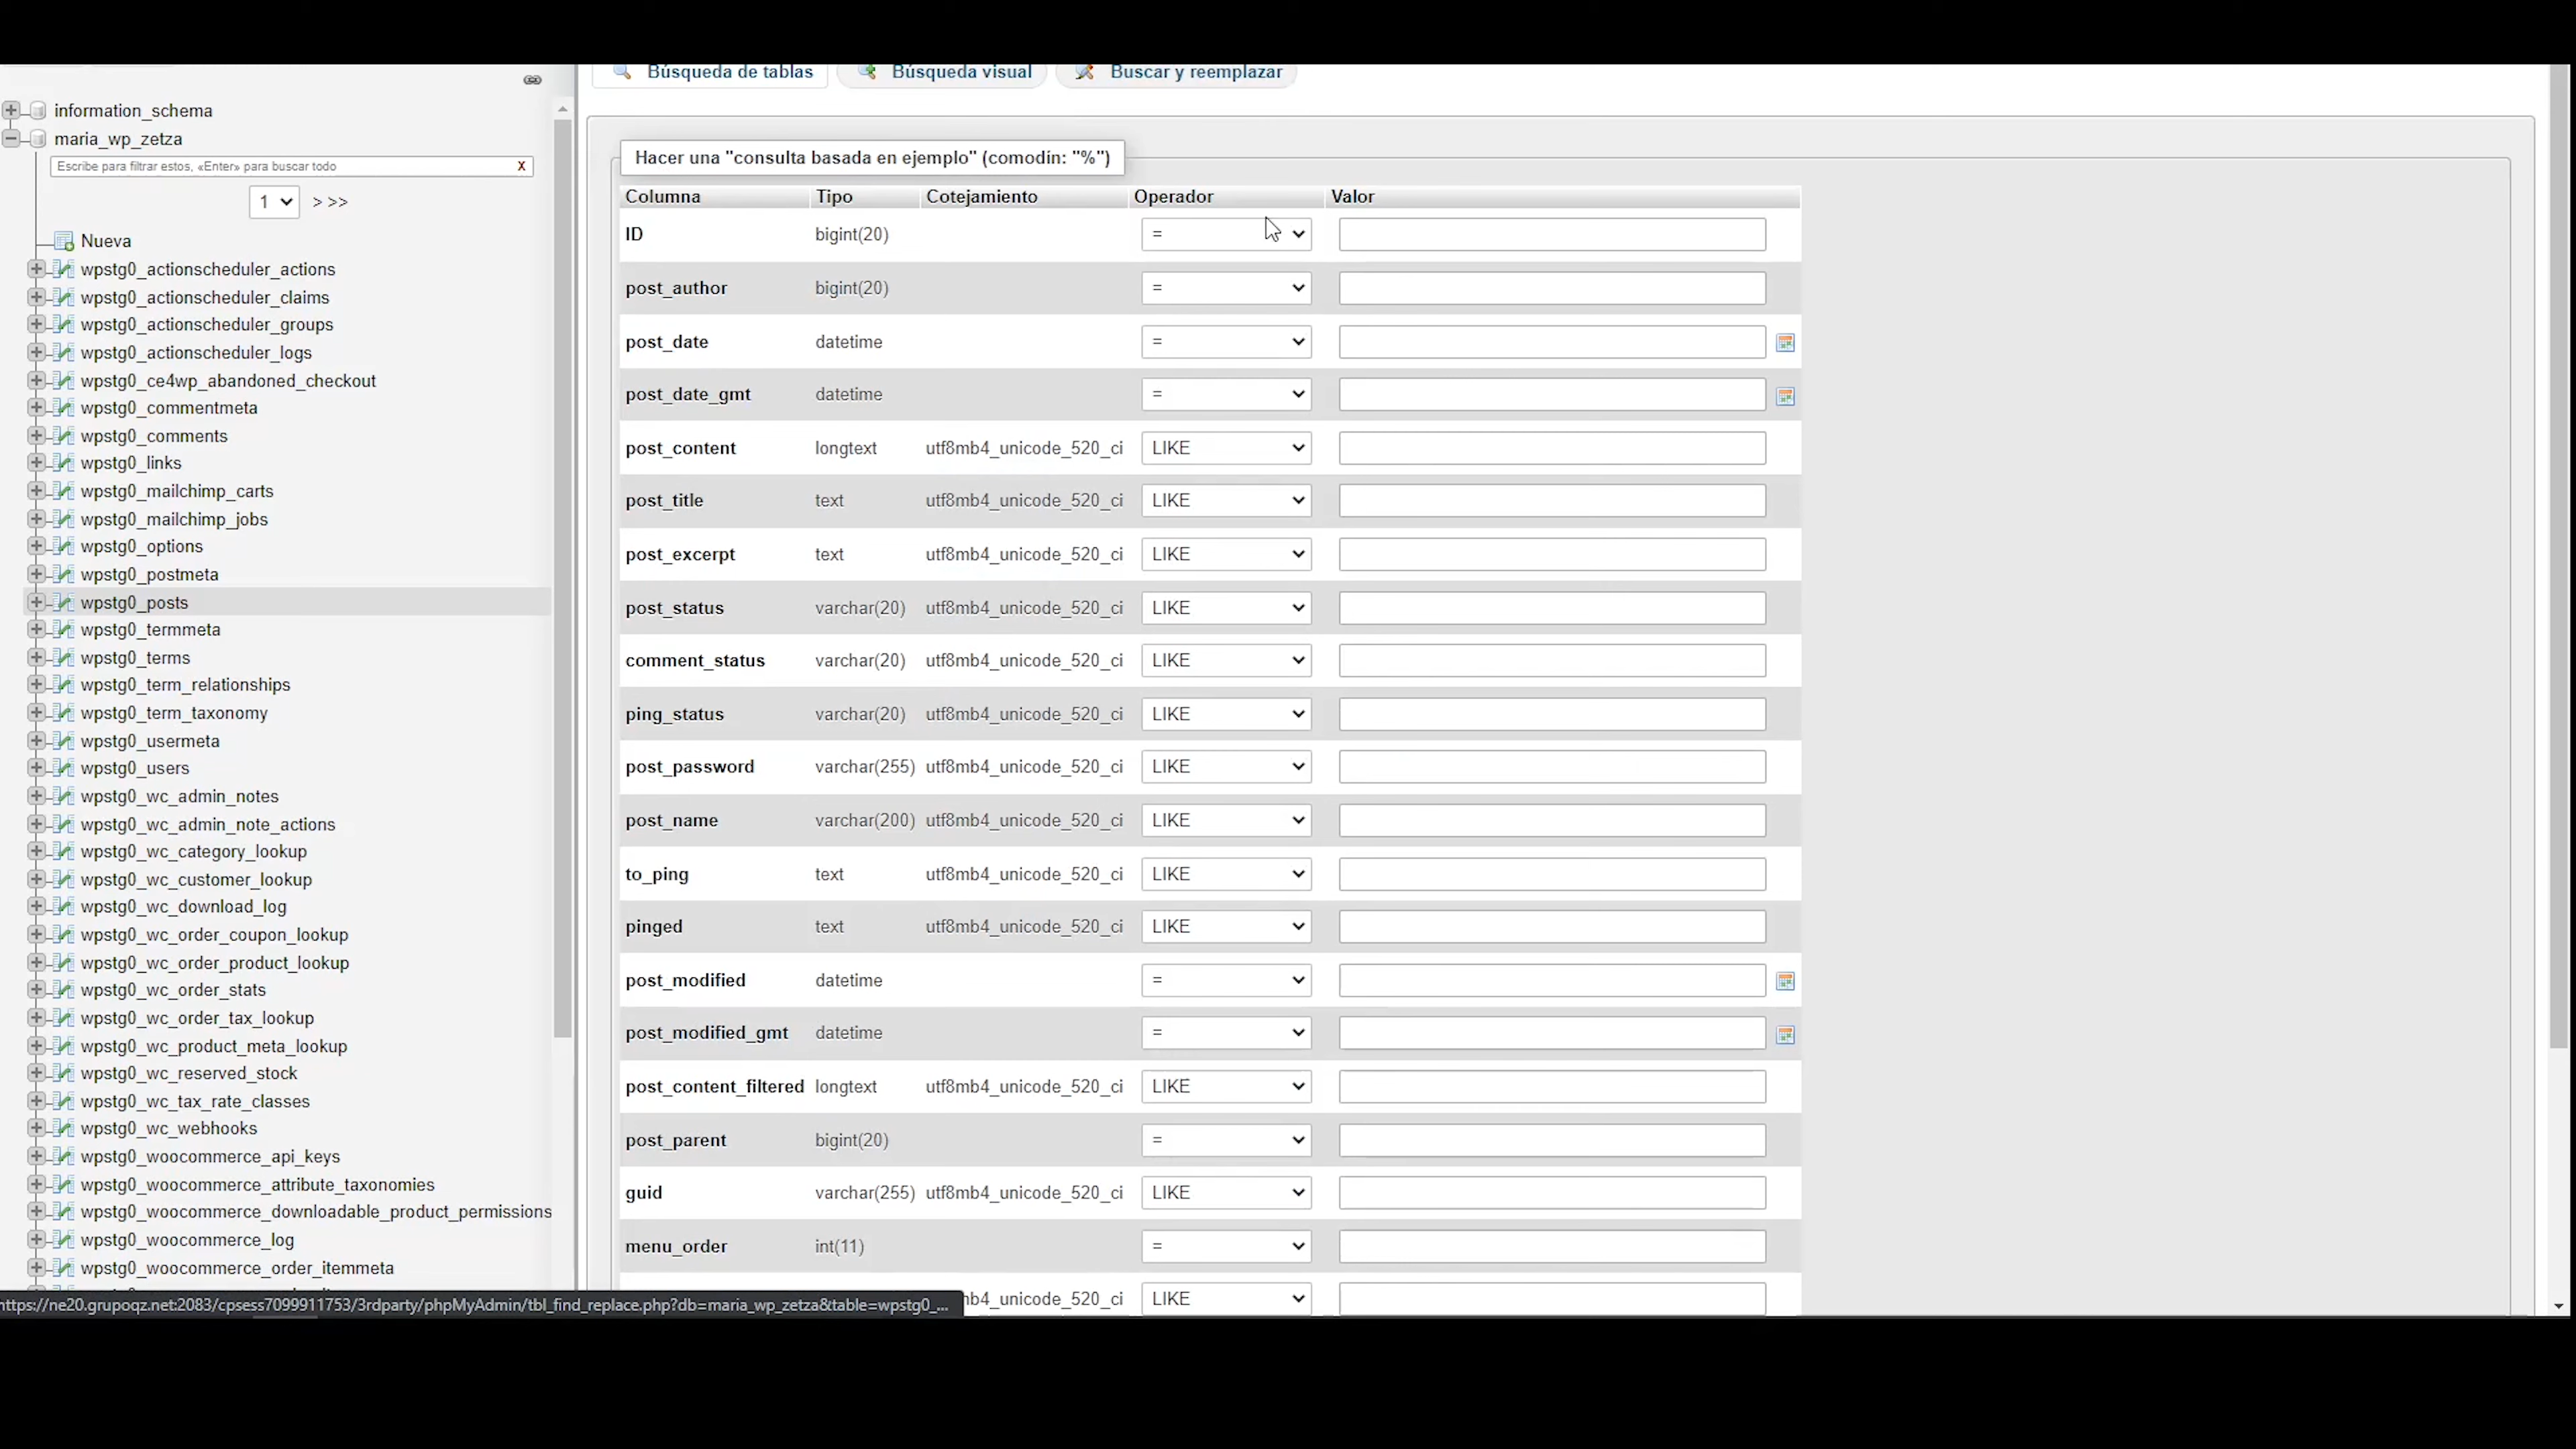 Búsqueda de tablas Búsqueda visual Buscar y reemplazar
information_schema
maria_wp_zetza
Escribe para filtrar estos, «Enter» para buscar todo X
1 > >>
Nueva
wpstg0_actionscheduler_actions
wpstg0_actionscheduler_claims
wpstg0_actionscheduler_groups
wpstg0_actionscheduler_logs
wpstg0_ce4wp_abandoned_checkout
wpstg0_commentmeta
wpstg0_comments
wpstg0_links
wpstg0_mailchimp_carts
wpstg0_mailchimp_jobs
wpstg0_options
wpstg0_postmeta
wpstg0_posts
wpstg0_termmeta
wpstg0_terms
wpstg0_term_relationships
wpstg0_term_taxonomy
wpstg0_usermeta
wpstg0_users
wpstg0_wc_admin_notes
wpstg0_wc_admin_note_actions
wpstg0_wc_category_lookup
wpstg0_wc_customer_lookup
wpstg0_wc_download_log
wpstg0_wc_order_coupon_lookup
wpstg0_wc_order_product_lookup
wpstg0_wc_order_stats
wpstg0_wc_order_tax_lookup
wpstg0_wc_product_meta_lookup
wpstg0_wc_reserved_stock
wpstg0_wc_tax_rate_classes
wpstg0_wc_webhooks
wpstg0_woocommerce_api_keys
wpstg0_woocommerce_attribute_taxonomies
wpstg0_woocommerce_downloadable_product_permissions
wpstg0_woocommerce_log
wpstg0_woocommerce_order_itemmeta
https://ne20.grupoqz.net:2083/cpsess7099911753/3rdparty/phpMyAdmin/tbl_find_replace.php?db=maria_wp_zetza&table=wpstg0_...
Hacer una "consulta basada en ejemplo" (comodín: "%")
Columna Tipo Cotejamiento Operador Valor
ID bigint(20) =
post_author bigint(20) =
post_date datetime =
post_date_gmt datetime =
post_content longtext utf8mb4_unicode_520_ci LIKE
post_title text utf8mb4_unicode_520_ci LIKE
post_excerpt text utf8mb4_unicode_520_ci LIKE
post_status varchar(20) utf8mb4_unicode_520_ci LIKE
comment_status varchar(20) utf8mb4_unicode_520_ci LIKE
ping_status varchar(20) utf8mb4_unicode_520_ci LIKE
post_password varchar(255) utf8mb4_unicode_520_ci LIKE
post_name varchar(200) utf8mb4_unicode_520_ci LIKE
to_ping text utf8mb4_unicode_520_ci LIKE
pinged text utf8mb4_unicode_520_ci LIKE
post_modified datetime =
post_modified_gmt datetime =
post_content_filtered longtext utf8mb4_unicode_520_ci LIKE
post_parent bigint(20) =
guid varchar(255) utf8mb4_unicode_520_ci LIKE
menu_order int(11) =
utf8mb4_unicode_520_ci LIKE